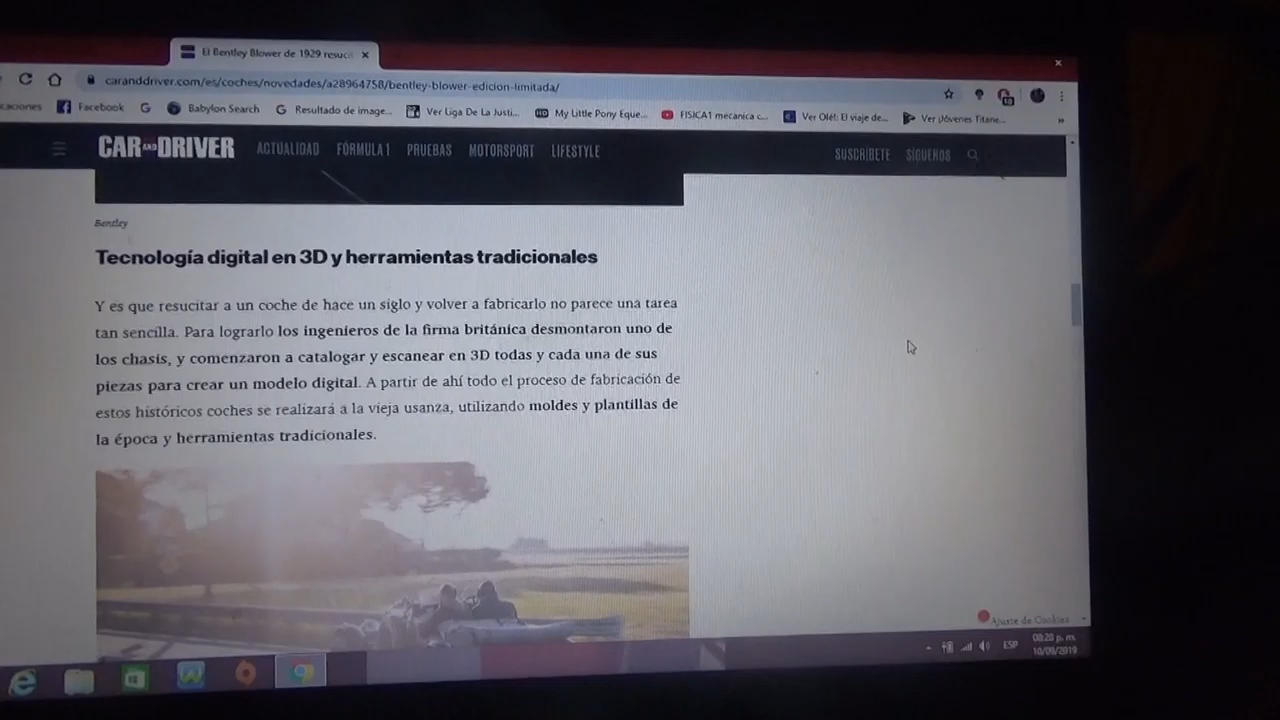 El Bentley Blower de 1929 resuc
caranddriver.com/es/coches/novedades/a28964758/bentley-blower-edicion-limitada/
caciones Facebook Babylon Search Resultado de image... Ver Liga De La Justi... My Little Pony Eque... FISICA1 mecanica c... Ver Olé!: El viaje de... Ver ¡Jóvenes Titane... »
CAR AND DRIVER ACTUALIDAD FÓRMULA 1 PRUEBAS MOTORSPORT LIFESTYLE SUSCRÍBETE SÍGUENOS
Bentley
Tecnología digital en 3D y herramientas tradicionales
Y es que resucitar a un coche de hace un siglo y volver a fabricarlo no parece una tarea
tan sencilla. Para lograrlo los ingenieros de la firma británica desmontaron uno de
los chasis, y comenzaron a catalogar y escanear en 3D todas y cada una de sus
piezas para crear un modelo digital. A partir de ahí todo el proceso de fabricación de
estos históricos coches se realizará a la vieja usanza, utilizando moldes y plantillas de
la época y herramientas tradicionales.
Ajuste de Cookies
ESP
08:20 p. m.
10/09/2019